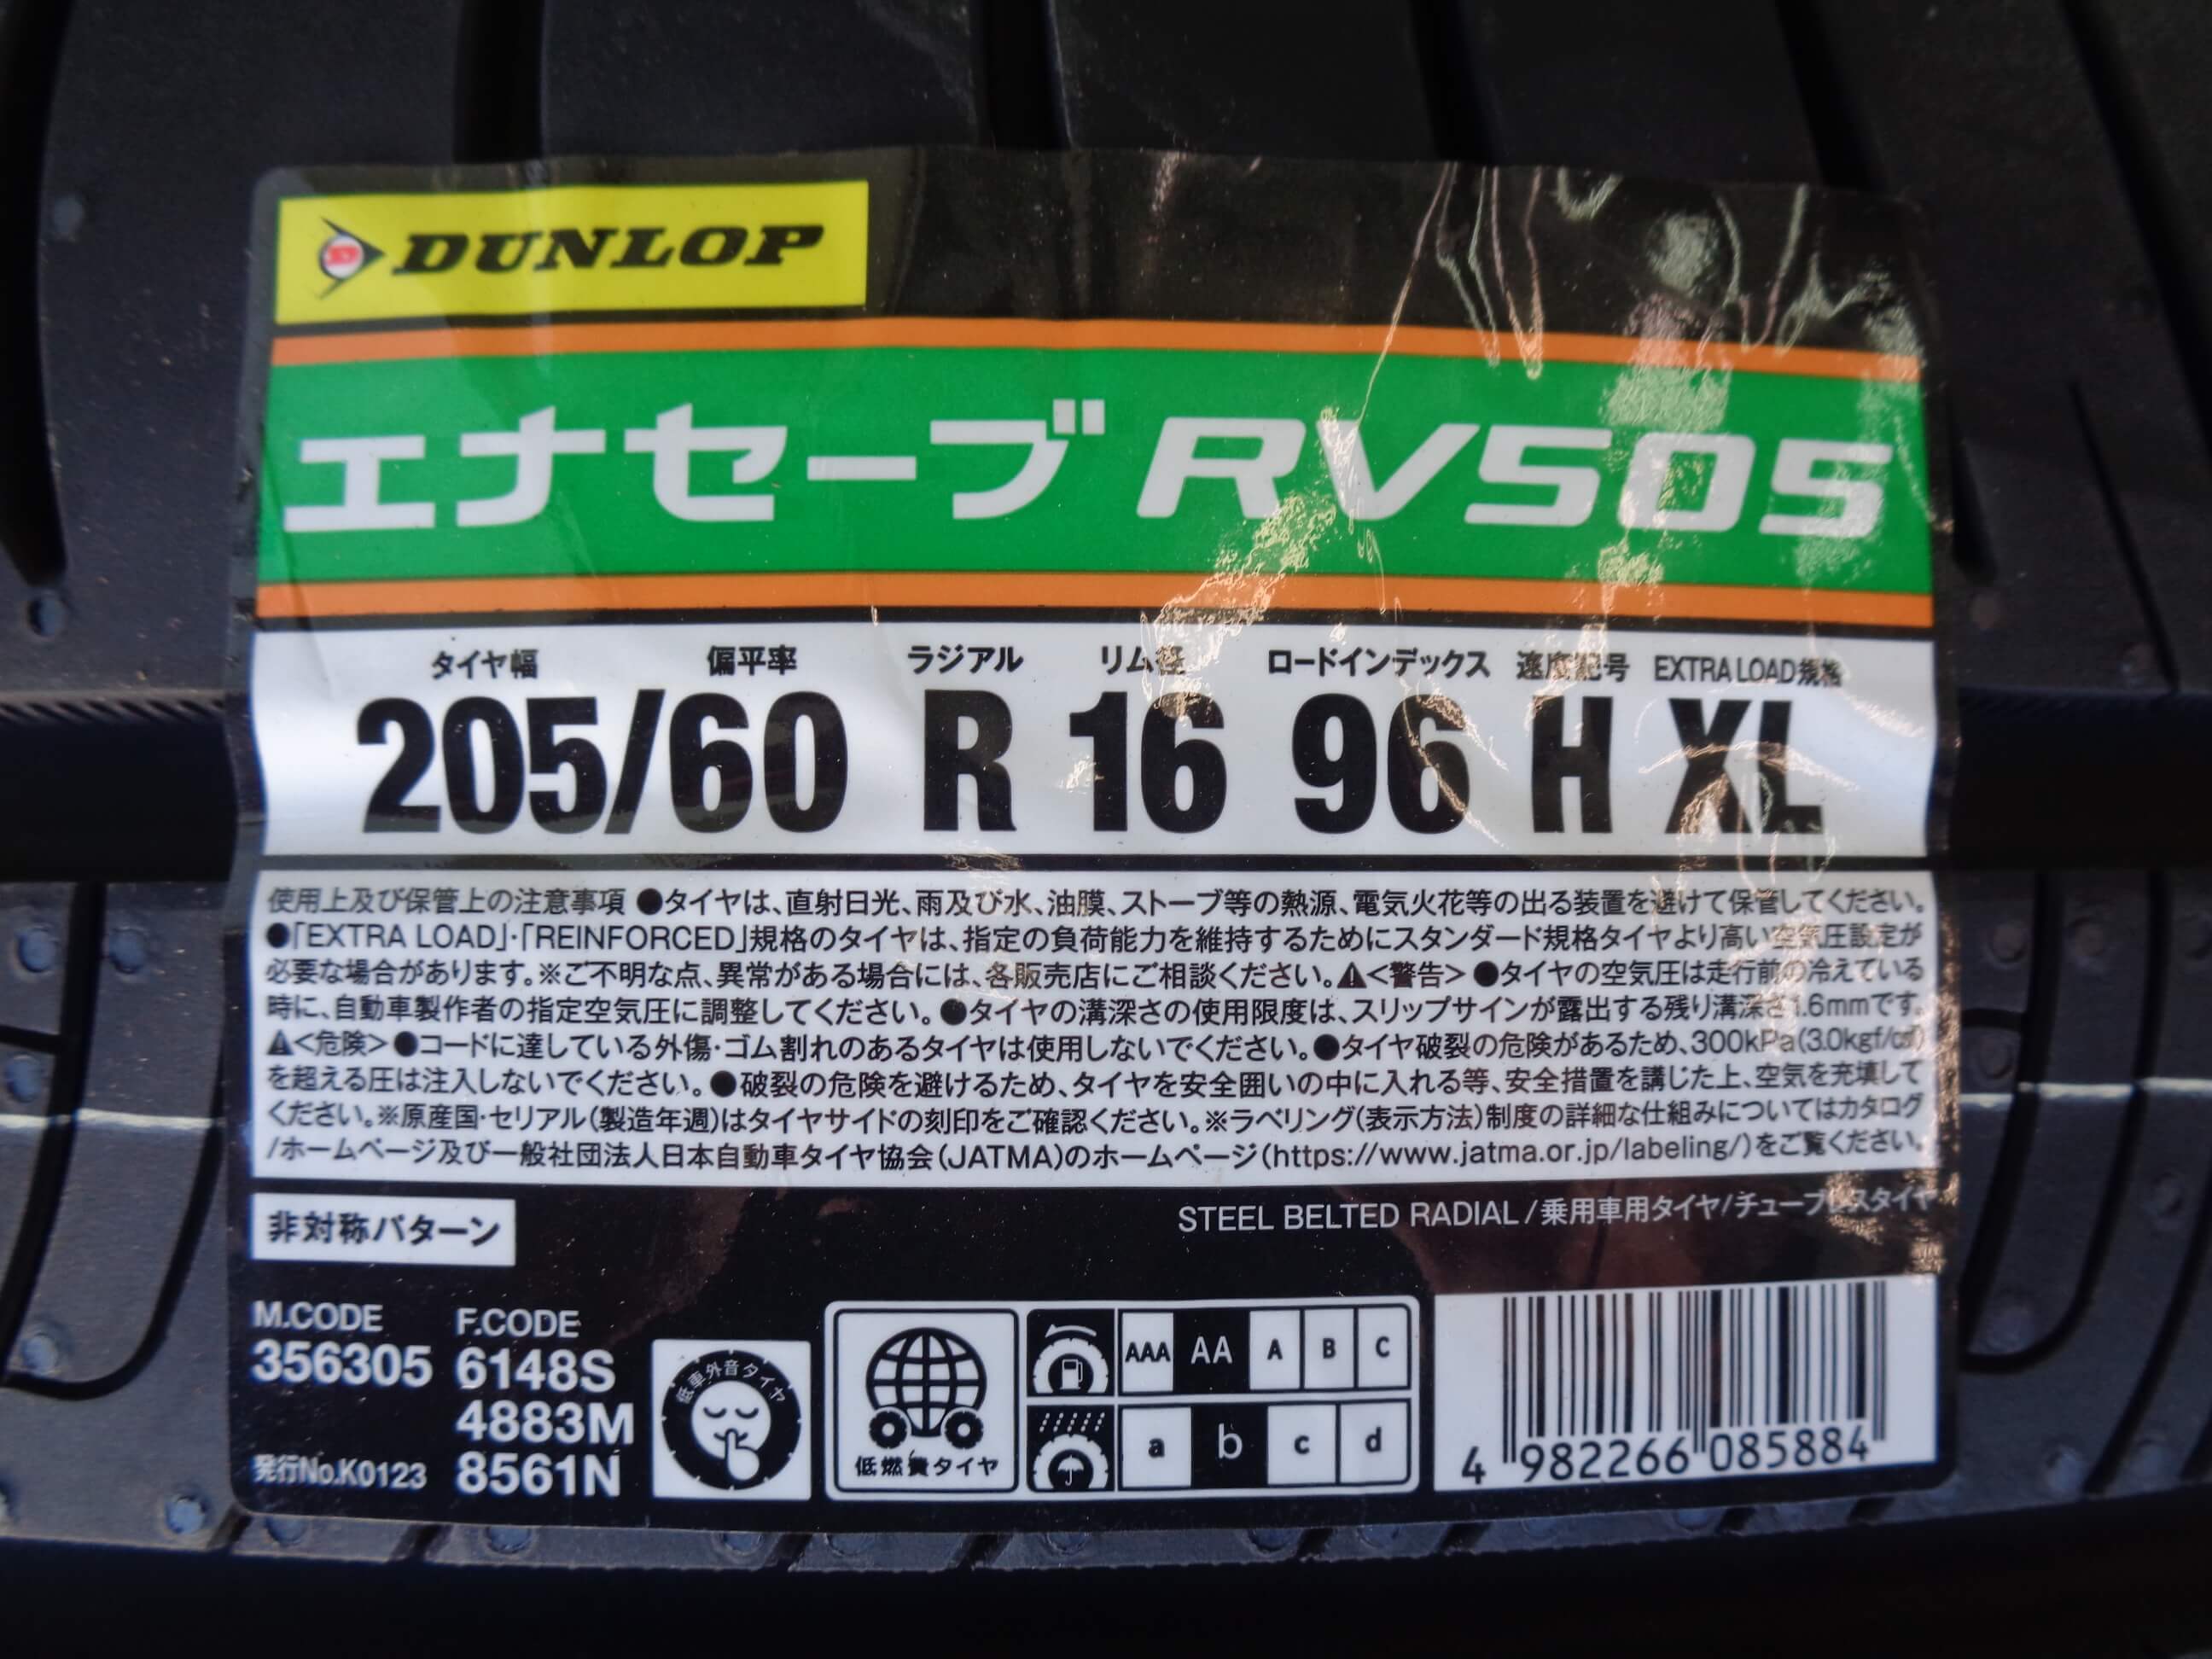 DUNLOP
エナセーブ RV505
タイヤ幅 偏平率 ラジアル リム径 ロードインデックス 速度記号 EXTRA LOAD規格
205/60 R 16 96 H XL
使用上及び保管上の注意事項 ●タイヤは、直射日光、雨及び水、油膜、ストーブ等の熱源、電気火花等の出る装置を避けて保管してください。
●「EXTRA LOAD」・「REINFORCED」規格のタイヤは、指定の負荷能力を維持するためにスタンダード規格タイヤより高い空気圧設定が
必要な場合があります。※ご不明な点、異常がある場合には、各販売店にご相談ください。⚠<警告> ●タイヤの空気圧は走行前の冷えている
時に、自動車製作者の指定空気圧に調整してください。●タイヤの溝深さの使用限度は、スリップサインが露出する残り溝深さ1.6mmです。
⚠<危険> ●コードに達している外傷・ゴム割れのあるタイヤは使用しないでください。●タイヤ破裂の危険があるため、300kPa(3.0kgf/c㎡)
を超える圧は注入しないでください。●破裂の危険を避けるため、タイヤを安全囲いの中に入れる等、安全措置を講じた上、空気を充填して
ください。※原産国・セリアル(製造年週)はタイヤサイドの刻印をご確認ください。※ラベリング(表示方法)制度の詳細な仕組みについてはカタログ
/ホームページ及び一般社団法人日本自動車タイヤ協会(JATMA)のホームページ(https://www.jatma.or.jp/labeling/)をご覧ください。
非対称パターン
STEEL BELTED RADIAL/乗用車用タイヤ/チューブレスタイヤ
M.CODE F.CODE
356305 6148S
4883M
発行No.K0123 8561N
低車外音タイヤ
低燃費タイヤ
AAA AA A B C
a b c d
4 982266 085884